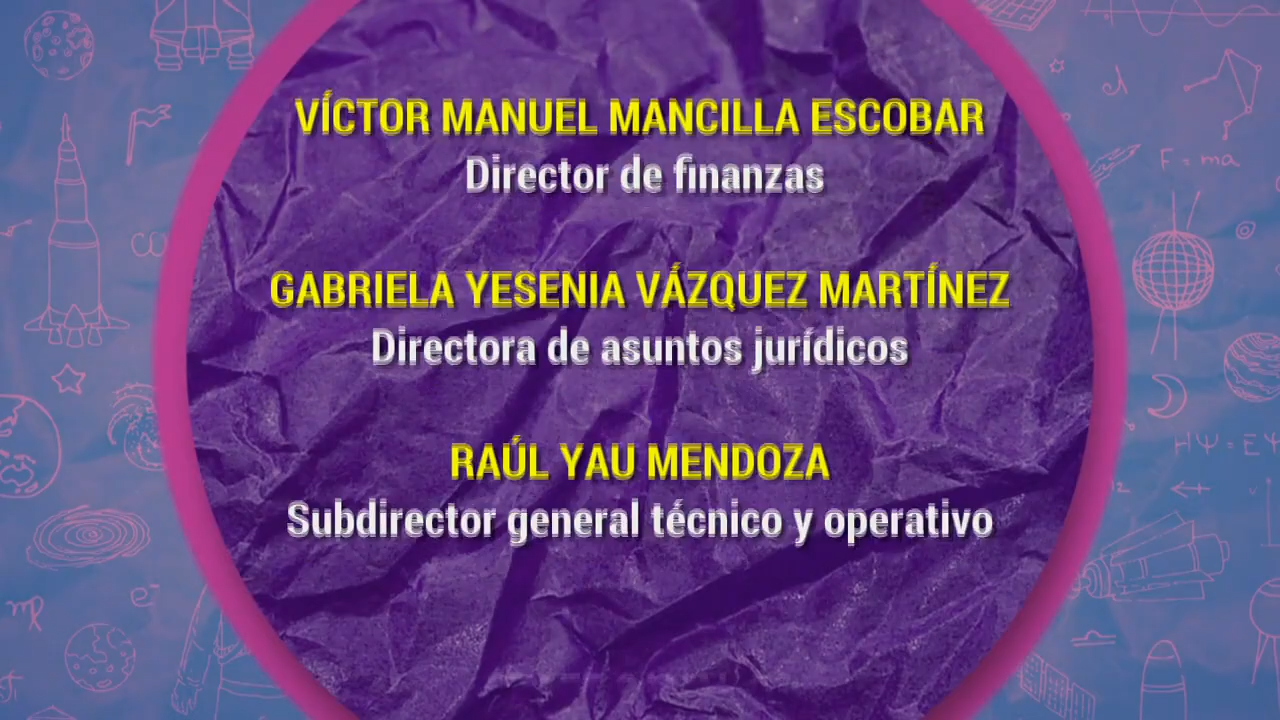 VÍCTOR MANUEL MANCILLA ESCOBAR
Director de finanzas
GABRIELA YESENIA VÁZQUEZ MARTÍNEZ
Directora de asuntos jurídicos
RAÚL YAU MENDOZA
Subdirector general técnico y operativo
F = ma